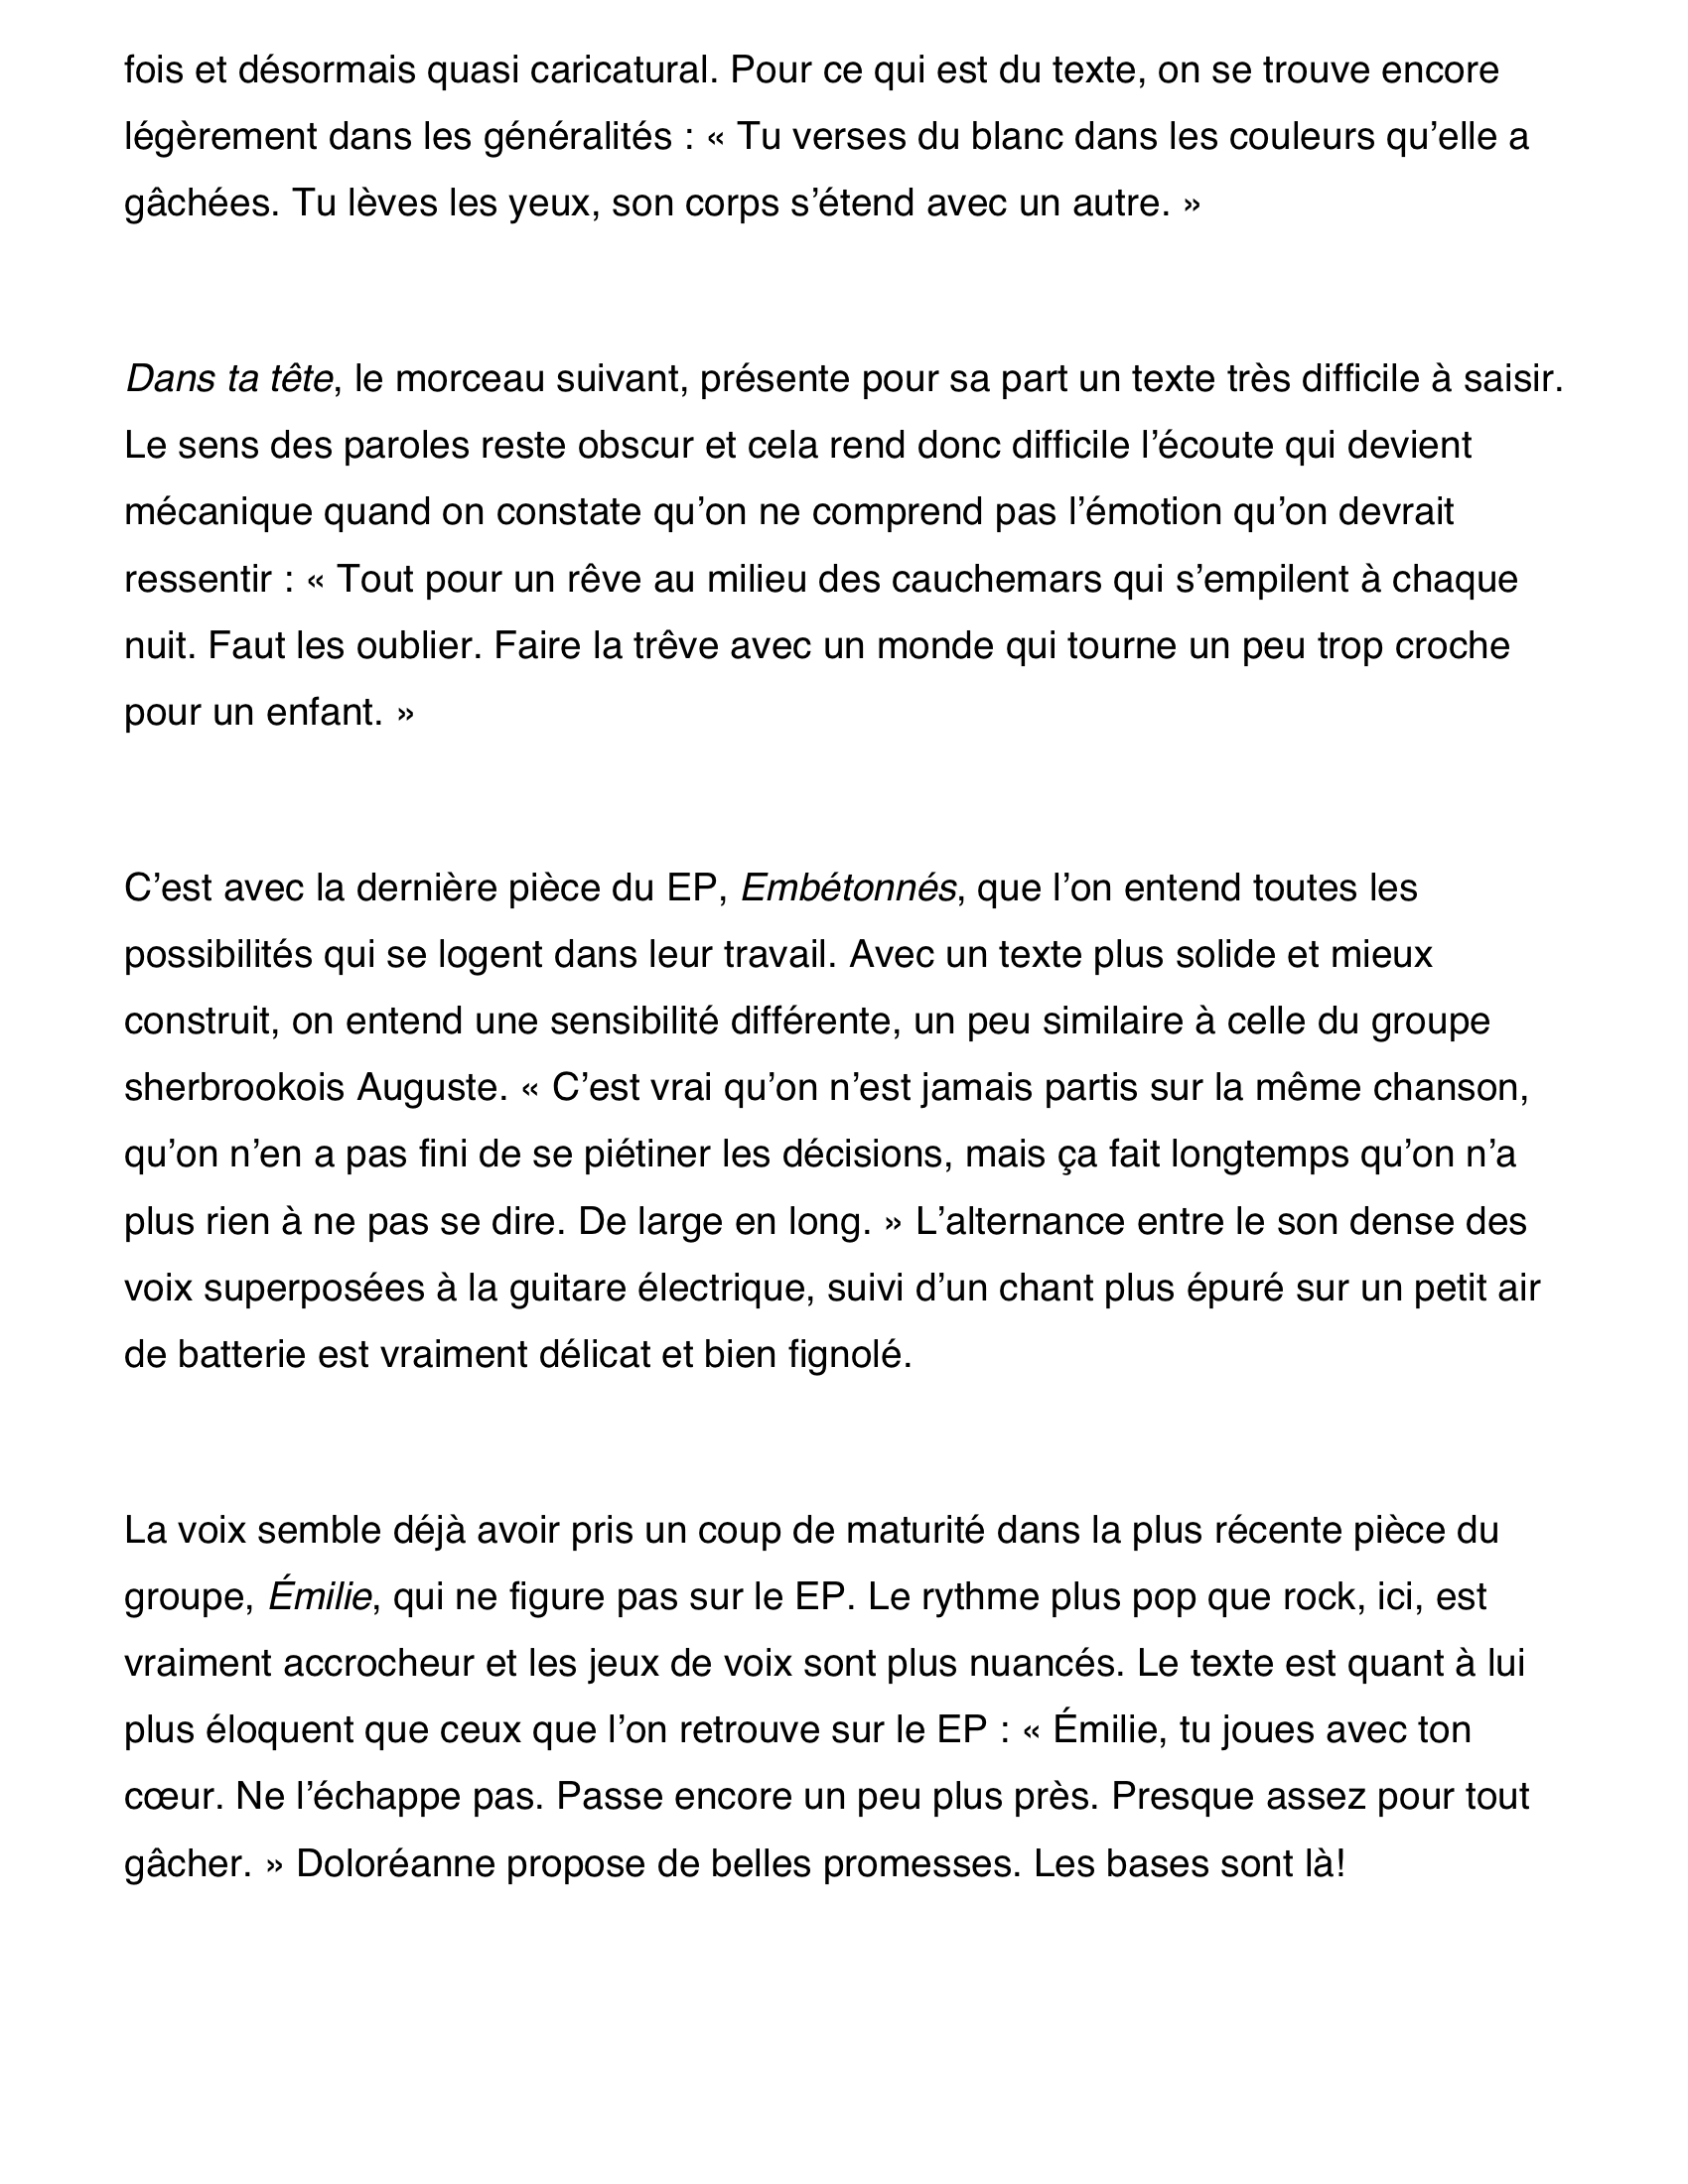 fois et désormais quasi caricatural. Pour ce qui est du texte, on se trouve encore
légèrement dans les généralités : « Tu verses du blanc dans les couleurs qu’elle a
gâchées. Tu lèves les yeux, son corps s’étend avec un autre. »
Dans ta tête, le morceau suivant, présente pour sa part un texte très difficile à saisir.
Le sens des paroles reste obscur et cela rend donc difficile l’écoute qui devient
mécanique quand on constate qu’on ne comprend pas l’émotion qu’on devrait
ressentir : « Tout pour un rêve au milieu des cauchemars qui s’empilent à chaque
nuit. Faut les oublier. Faire la trêve avec un monde qui tourne un peu trop croche
pour un enfant. »
C’est avec la dernière pièce du EP, Embétonnés, que l’on entend toutes les
possibilités qui se logent dans leur travail. Avec un texte plus solide et mieux
construit, on entend une sensibilité différente, un peu similaire à celle du groupe
sherbrookois Auguste. « C’est vrai qu’on n’est jamais partis sur la même chanson,
qu’on n’en a pas fini de se piétiner les décisions, mais ça fait longtemps qu’on n’a
plus rien à ne pas se dire. De large en long. » L’alternance entre le son dense des
voix superposées à la guitare électrique, suivi d’un chant plus épuré sur un petit air
de batterie est vraiment délicat et bien fignolé.
La voix semble déjà avoir pris un coup de maturité dans la plus récente pièce du
groupe, Émilie, qui ne figure pas sur le EP. Le rythme plus pop que rock, ici, est
vraiment accrocheur et les jeux de voix sont plus nuancés. Le texte est quant à lui
plus éloquent que ceux que l’on retrouve sur le EP : « Émilie, tu joues avec ton
cœur. Ne l’échappe pas. Passe encore un peu plus près. Presque assez pour tout
gâcher. » Doloréanne propose de belles promesses. Les bases sont là!